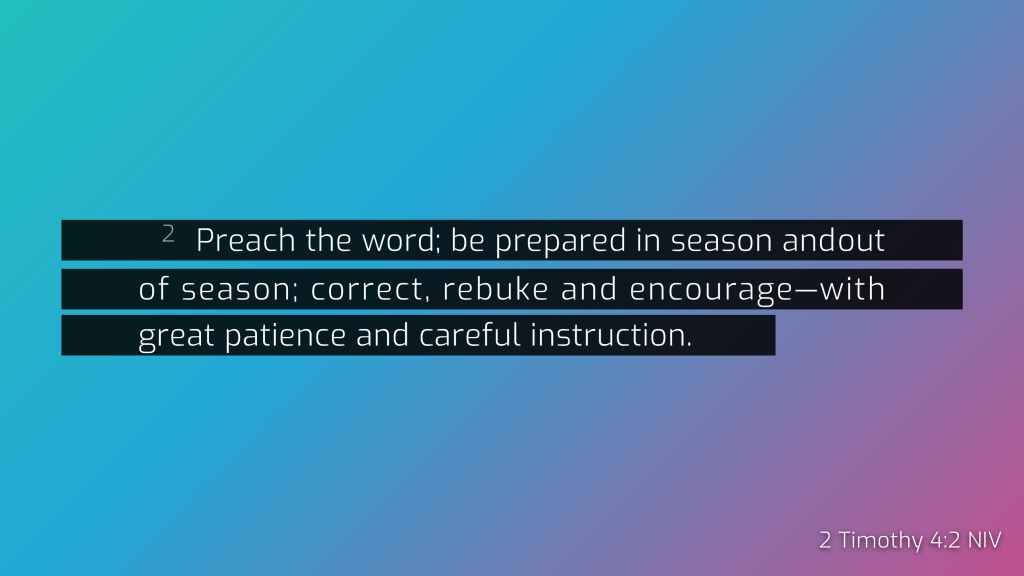 2 Preach the word; be prepared in season andout
of season; correct, rebuke and encourage—with
great patience and careful instruction.
2 Timothy 4:2 NIV